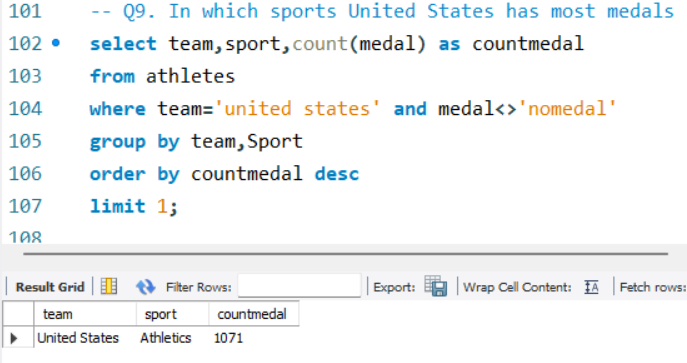 101 -- Q9. In which sports United States has most medals
102 select team,sport,count(medal) as countmedal
103 from athletes
104 where team='united states' and medal<>'nomedal'
105 group by team,Sport
106 order by countmedal desc
107 limit 1;
108
Result Grid Filter Rows: Export: Wrap Cell Content: IA Fetch rows:
team sport countmedal
United States Athletics 1071